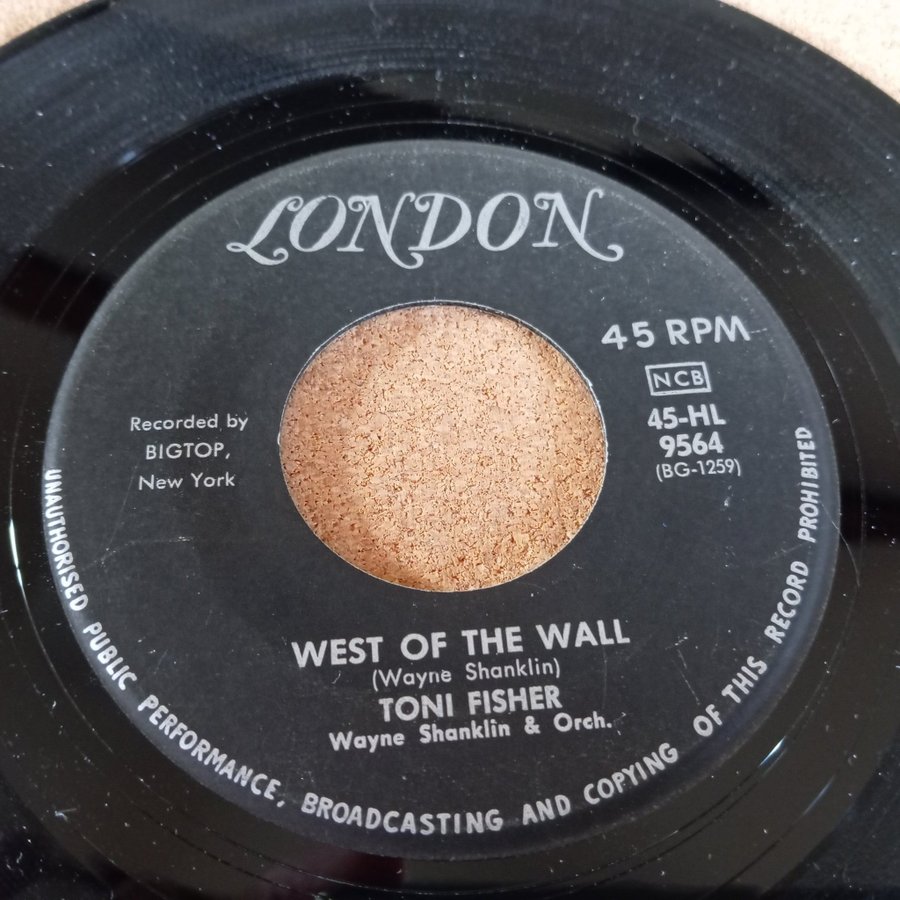 LONDON
45 RPM
NCB
45-HL
9564
(BG-1259)
Recorded by
BIGTOP,
New York
WEST OF THE WALL
(Wayne Shanklin)
TONI FISHER
Wayne Shanklin & Orch.
UNAUTHORISED PUBLIC PERFORMANCE, BROADCASTING AND COPYING OF THIS RECORD PROHIBITED